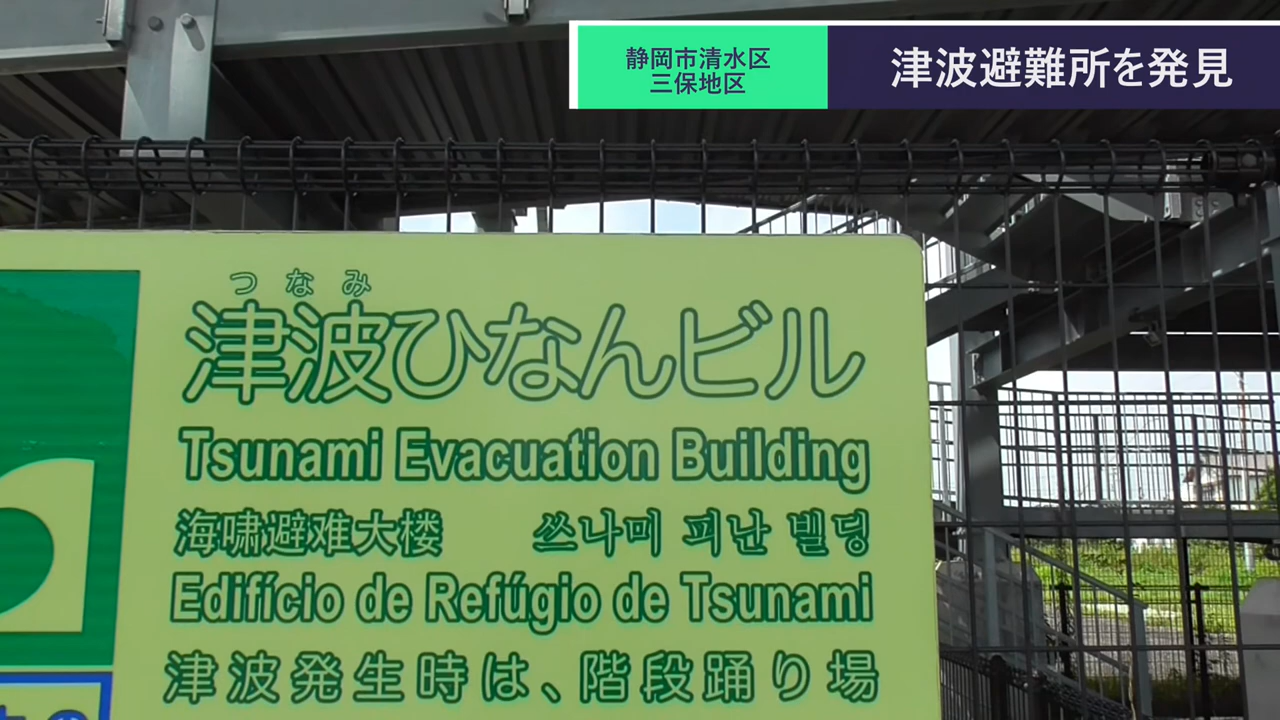 静岡市清水区
三保地区
津波避難所を発見
つなみ
津波ひなんビル
Tsunami Evacuation Building
海啸避难大楼 쓰나미 피난 빌딩
Edifício de Refúgio de Tsunami
津波発生時は、階段踊り場